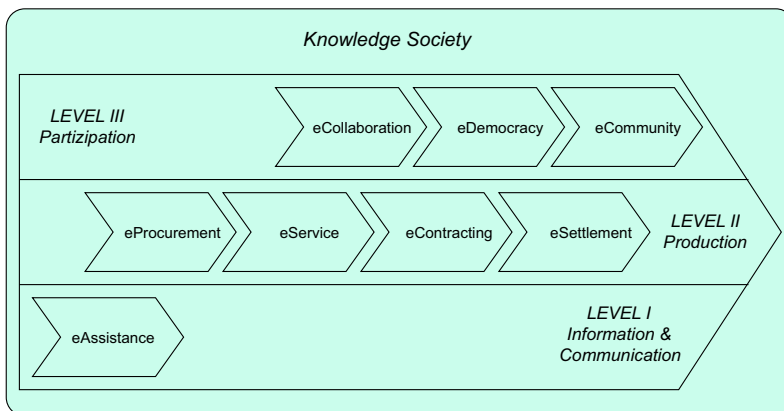 Knowledge Society
LEVEL III
Partizipation
eCollaboration
eDemocracy
eCommunity
eProcurement
eService
eContracting
eSettlement
LEVEL II
Production
eAssistance
LEVEL I
Information &
Communication